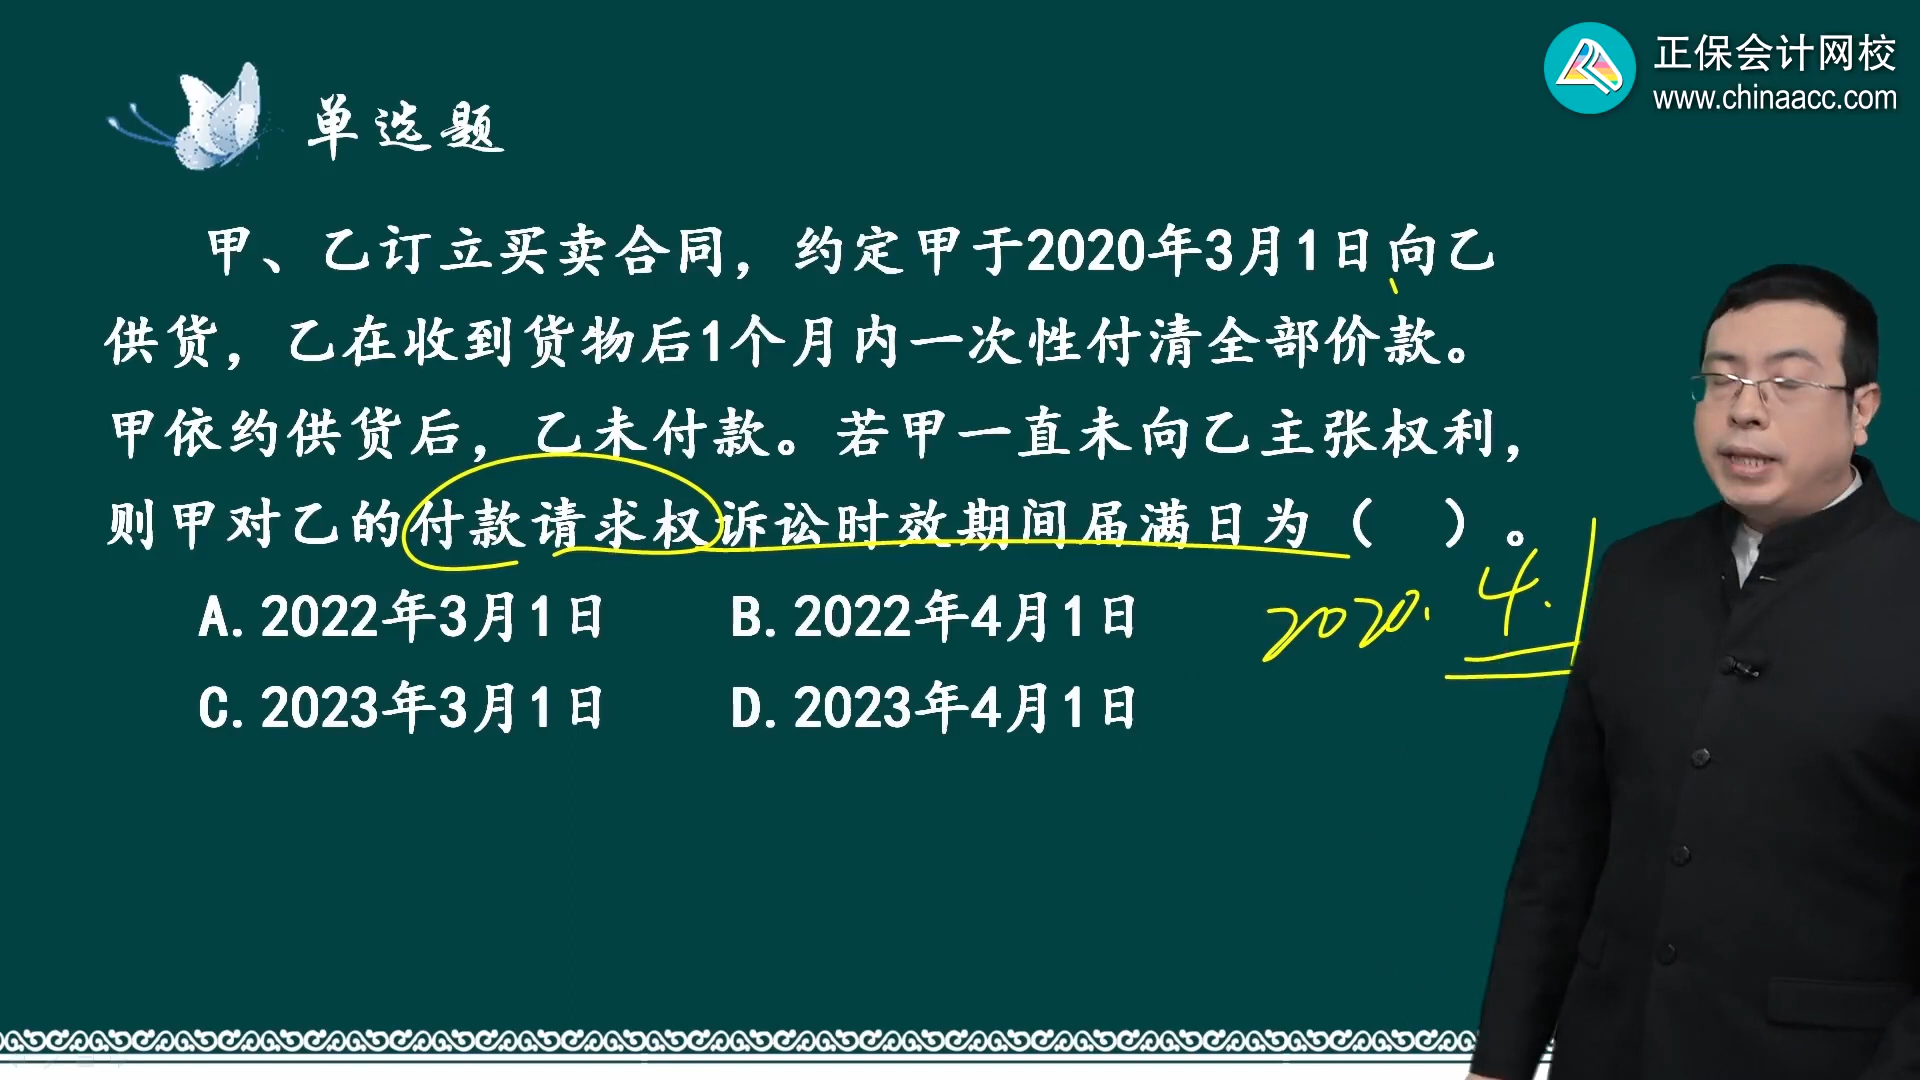 正保会计网校
www.chinaacc.com
单选题
甲、乙订立买卖合同，约定甲于2020年3月1日向乙
供货，乙在收到货物后1个月内一次性付清全部价款。
甲依约供货后，乙未付款。若甲一直未向乙主张权利，
则甲对乙的付款请求权诉讼时效期间届满日为（　）。
A.2022年3月1日　B.2022年4月1日
2020.4.1
C.2023年3月1日　D.2023年4月1日